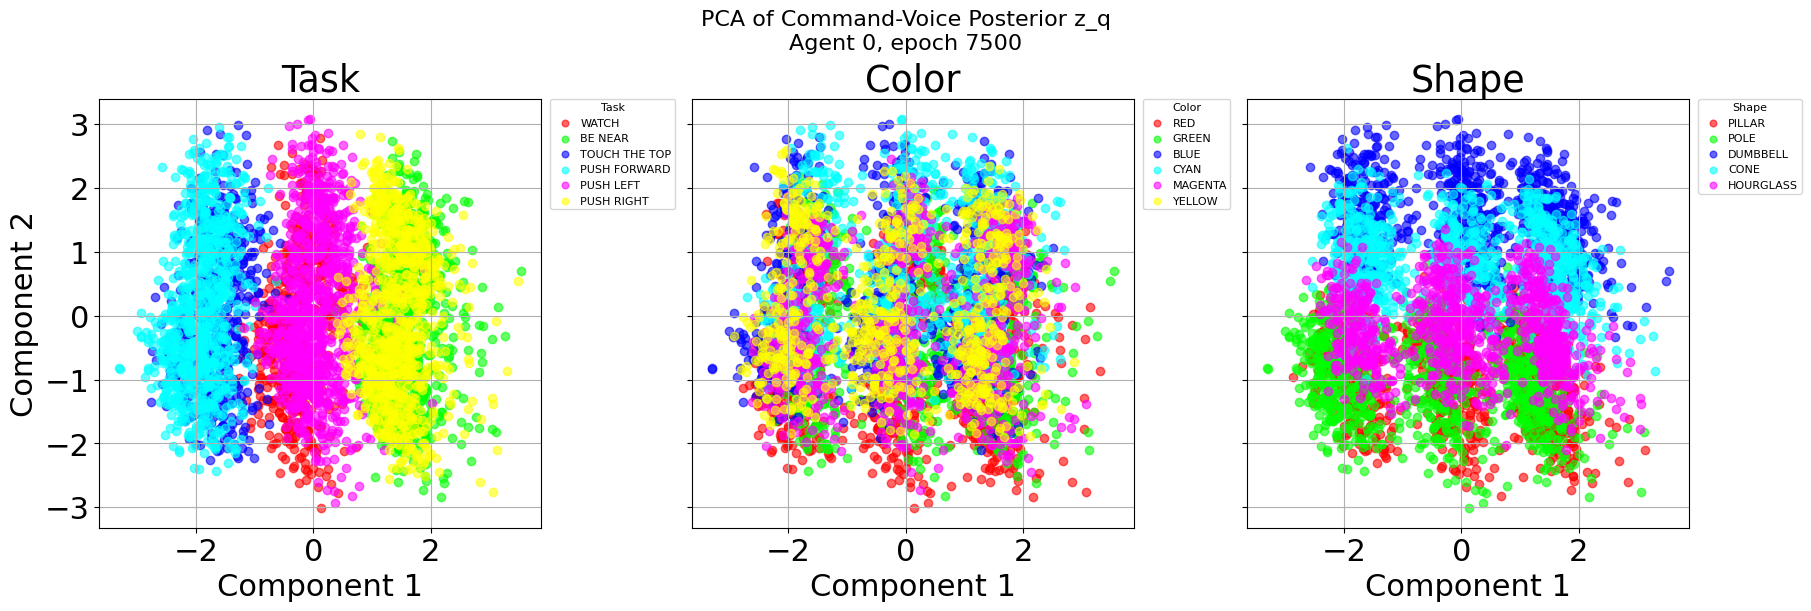 PCA of Command-Voice Posterior z_q
Agent 0, epoch 7500
Task
Component 2
3
2
1
0
−1
−2
−3
−2
0
2
Component 1
Task
WATCH
BE NEAR
TOUCH THE TOP
PUSH FORWARD
PUSH LEFT
PUSH RIGHT
Color
−2
0
2
Component 1
Color
RED
GREEN
BLUE
CYAN
MAGENTA
YELLOW
Shape
−2
0
2
Component 1
Shape
PILLAR
POLE
DUMBBELL
CONE
HOURGLASS